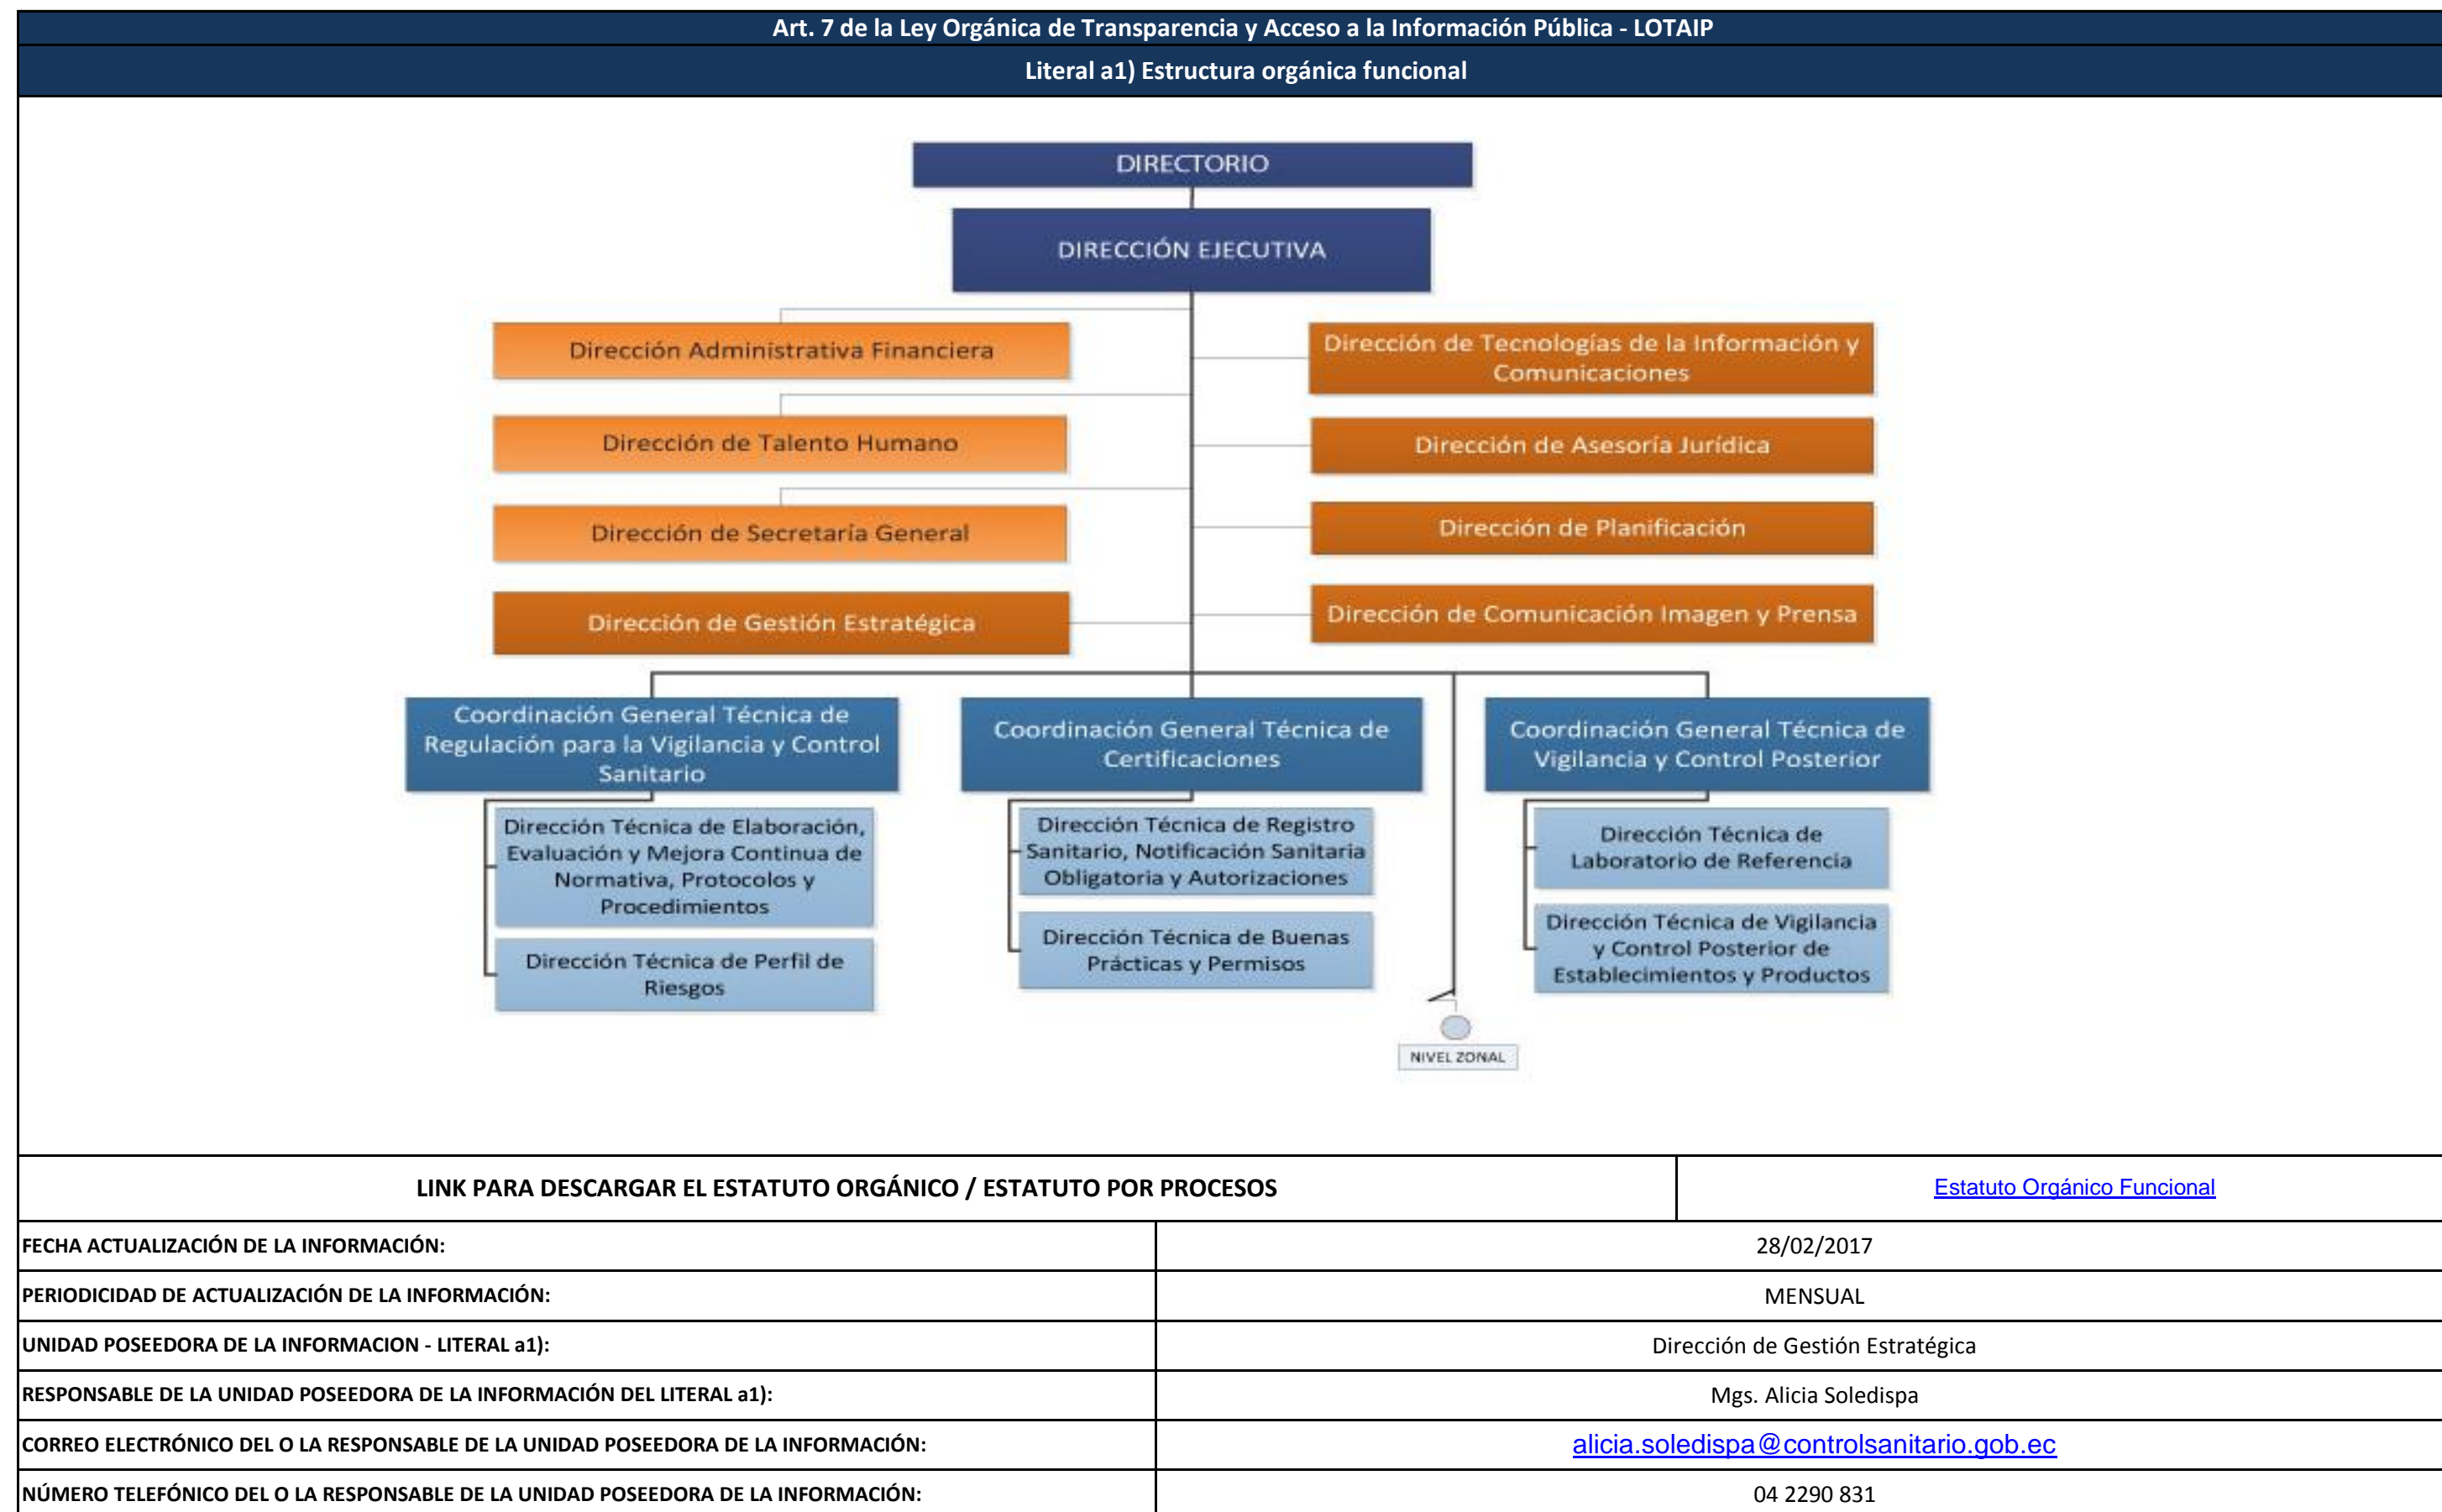 Art. 7 de la Ley Orgánica de Transparencia y Acceso a la Información Pública - LOTAIP
Literal a1) Estructura orgánica funcional
DIRECTORIO
DIRECCIÓN EJECUTIVA
Dirección Administrativa Financiera
Dirección de Tecnologías de la Información y
Comunicaciones
Dirección de Talento Humano
Dirección de Asesoría Jurídica
Dirección de Secretaría General
Dirección de Planificación
Dirección de Gestión Estratégica
Dirección de Comunicación Imagen y Prensa
Coordinación General Técnica de
Regulación para la Vigilancia y Control
Sanitario
Coordinación General Técnica de
Certificaciones
Coordinación General Técnica de
Vigilancia y Control Posterior
Dirección Técnica de Elaboración,
Evaluación y Mejora Continua de
Normativa, Protocolos y
Procedimientos
Dirección Técnica de Perfil de
Riesgos
Dirección Técnica de Registro
Sanitario, Notificación Sanitaria
Obligatoria y Autorizaciones
Dirección Técnica de Buenas
Prácticas y Permisos
Dirección Técnica de
Laboratorio de Referencia
Dirección Técnica de Vigilancia
y Control Posterior de
Establecimientos y Productos
NIVEL ZONAL
LINK PARA DESCARGAR EL ESTATUTO ORGÁNICO / ESTATUTO POR PROCESOS
Estatuto Orgánico Funcional
FECHA ACTUALIZACIÓN DE LA INFORMACIÓN:
28/02/2017
PERIODICIDAD DE ACTUALIZACIÓN DE LA INFORMACIÓN:
MENSUAL
UNIDAD POSEEDORA DE LA INFORMACION - LITERAL a1):
Dirección de Gestión Estratégica
RESPONSABLE DE LA UNIDAD POSEEDORA DE LA INFORMACIÓN DEL LITERAL a1):
Mgs. Alicia Soledispa
CORREO ELECTRÓNICO DEL O LA RESPONSABLE DE LA UNIDAD POSEEDORA DE LA INFORMACIÓN:
alicia.soledispa@controlsanitario.gob.ec
NÚMERO TELEFÓNICO DEL O LA RESPONSABLE DE LA UNIDAD POSEEDORA DE LA INFORMACIÓN:
04 2290 831